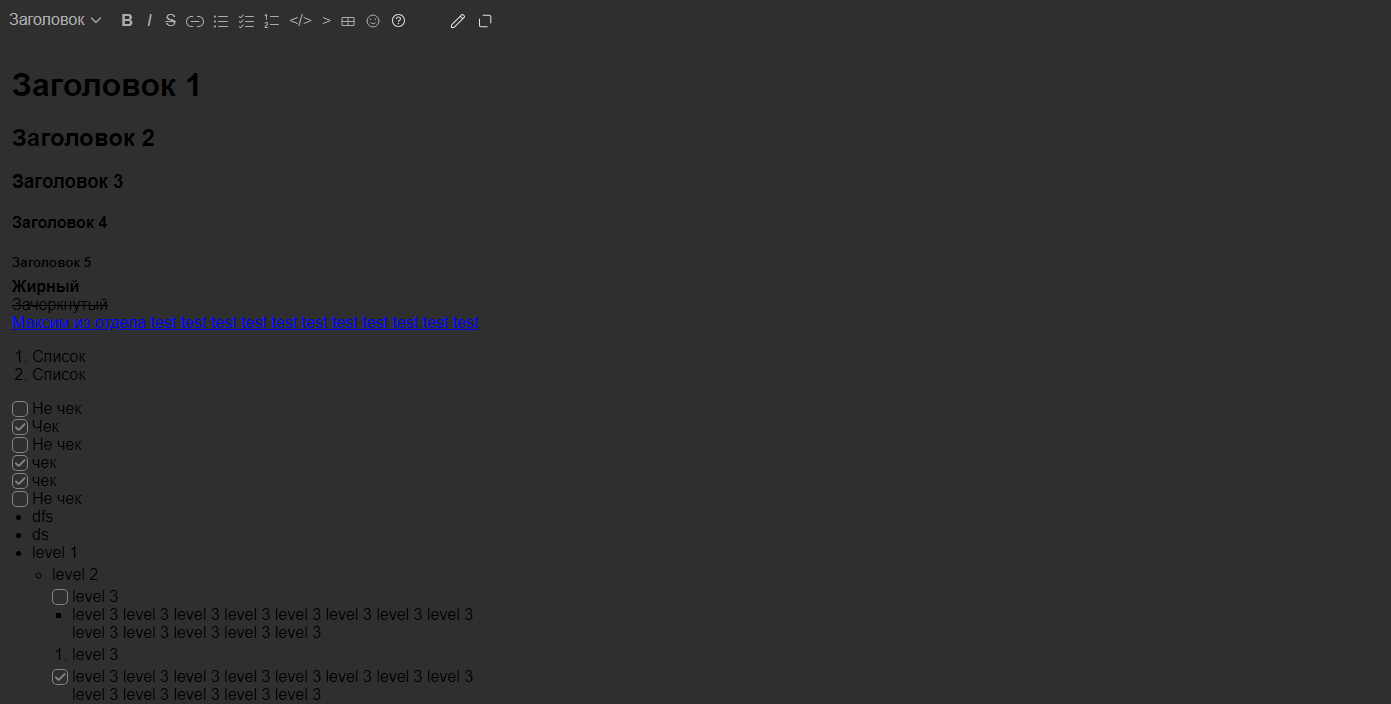 Заголовок B I S </> >
Заголовок 1
Заголовок 2
Заголовок 3
Заголовок 4
Заголовок 5
Жирный
Зачеркнутый
Максим из отдела test test test test test test test test test test test
1. Список
2. Список
Не чек
Чек
Не чек
чек
чек
Не чек
dfs
ds
level 1
level 2
level 3
level 3 level 3 level 3 level 3 level 3 level 3 level 3 level 3
level 3 level 3 level 3 level 3 level 3
1. level 3
level 3 level 3 level 3 level 3 level 3 level 3 level 3 level 3
level 3 level 3 level 3 level 3 level 3